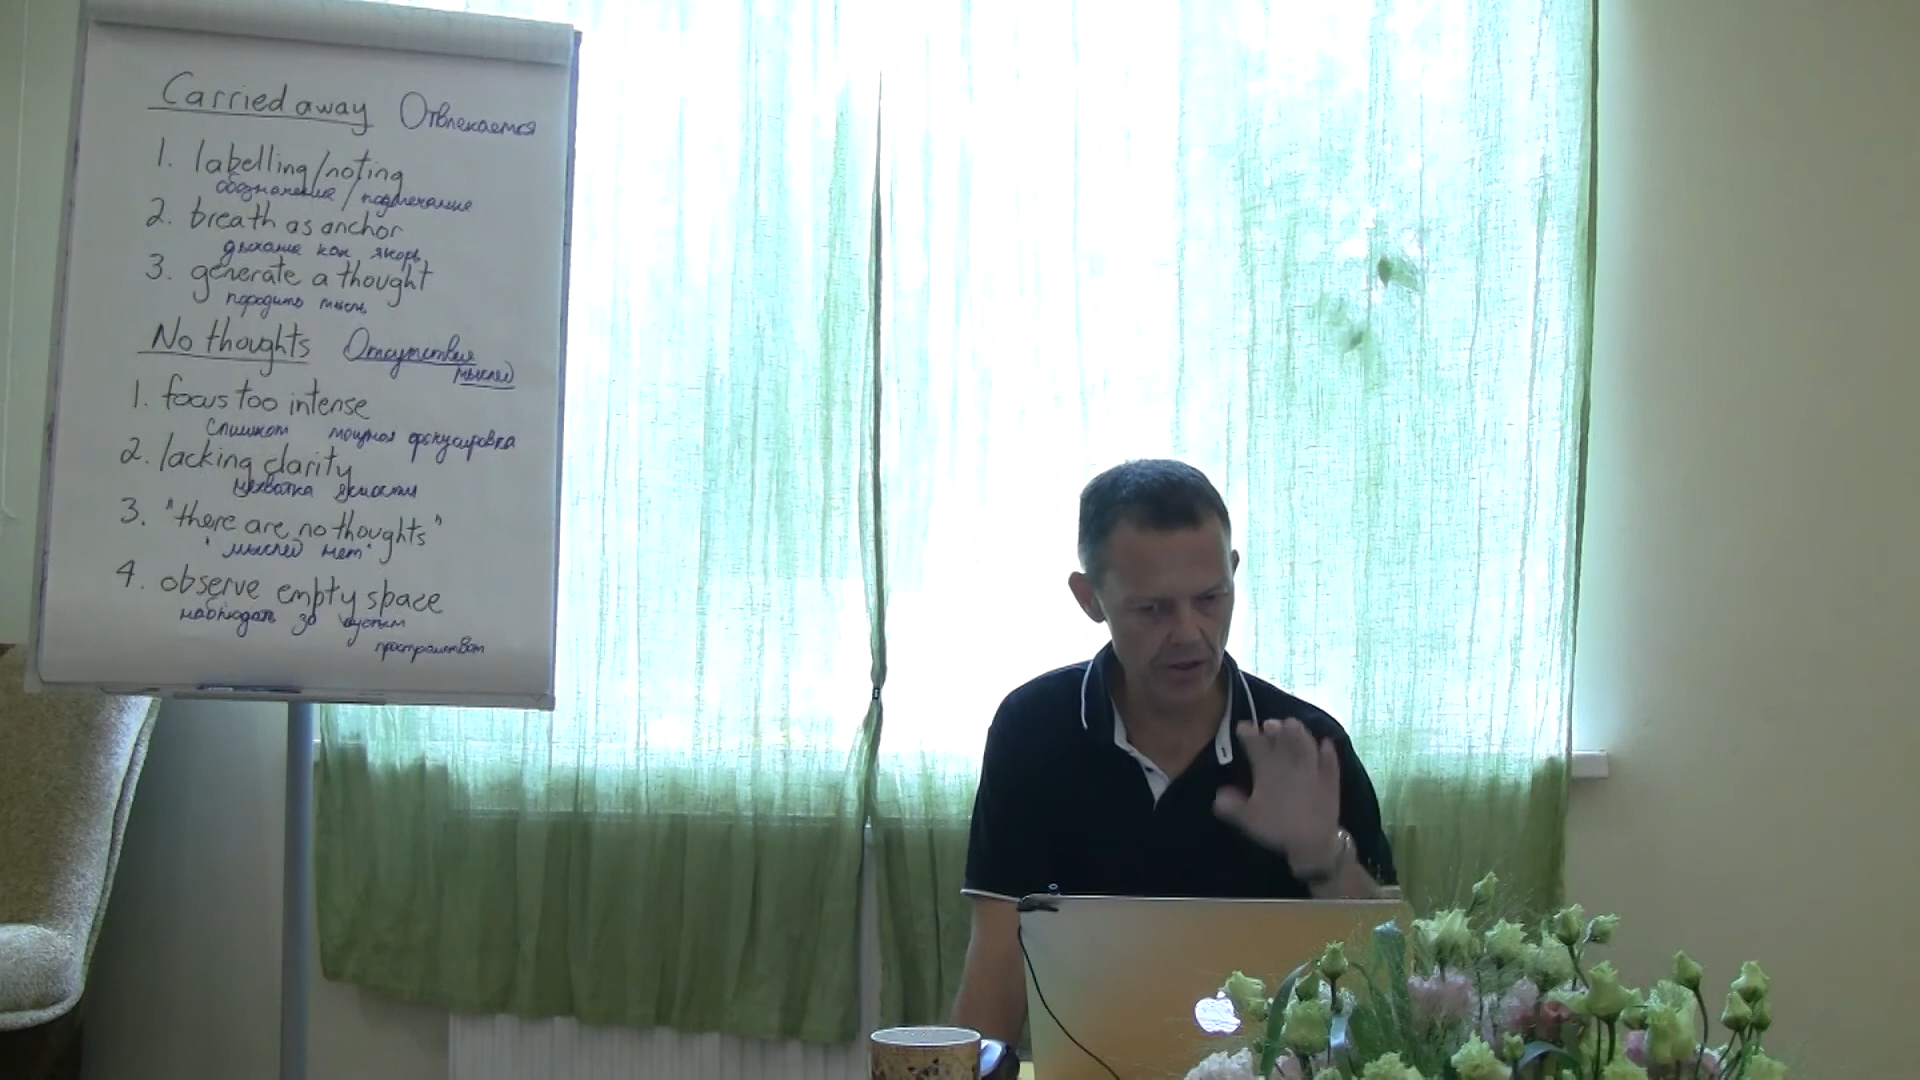 Carried away Отвлекается
1. labelling/noting
обозначение / подмечание
2. breath as anchor
дыхание как якорь
3. generate a thought
породить мысль
No thoughts Отсутствия
мыслей
1. focus too intense
слишком мощная фокусировка
2. lacking clarity
нехватка ясности
3. "there are no thoughts"
"мыслей нет"
4. observe empty space
наблюдать за пустым
пространством